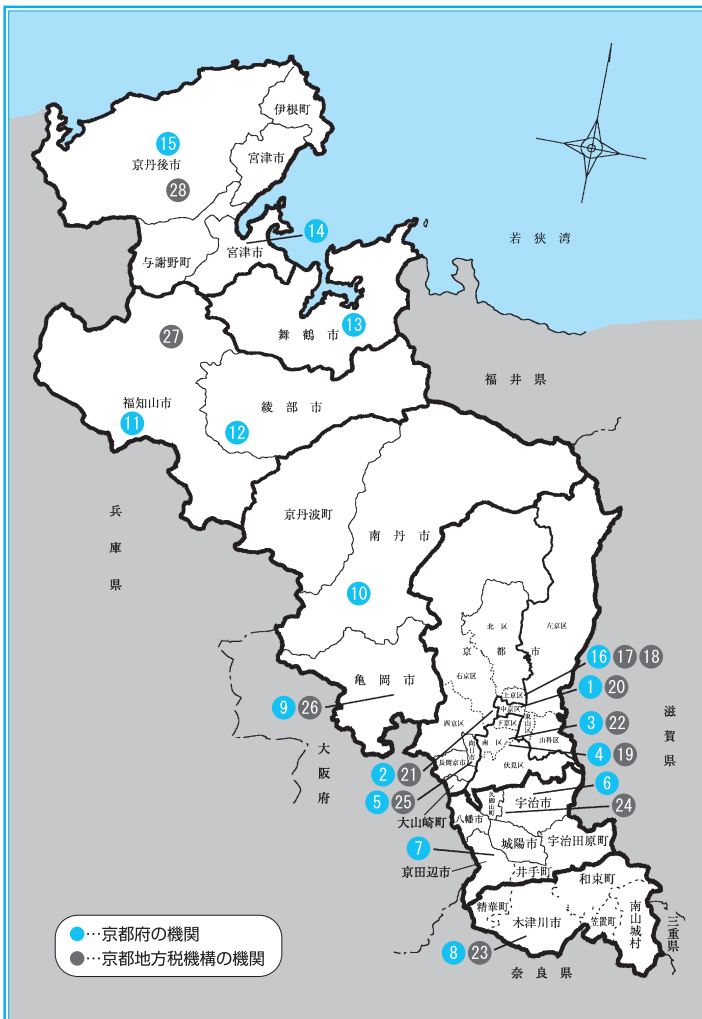 伊根町
15
京丹後市
宮津市
28
14
若狭湾
与謝野町
宮津市
27
13
舞鶴市
福井県
福知山市
綾部市
11
12
兵庫県
京丹波町
南丹市
10
北区
左京区
京都市
亀岡市
右京区
16 17 18
上京区
1 20
中京区
9 26
西京区
下京区
東山区
3 22
滋賀県
山科区
向日市
南区
4 19
大阪府
長岡京市
伏見区
2 21
6
5 25
久御山町
宇治市
24
大山崎町
八幡市
7
城陽市
宇治田原町
京田辺市
井手町
和束町
精華町
木津川市
笠置町
南山城村
三重県
8 23
奈良県
●…京都府の機関
●…京都地方税機構の機関